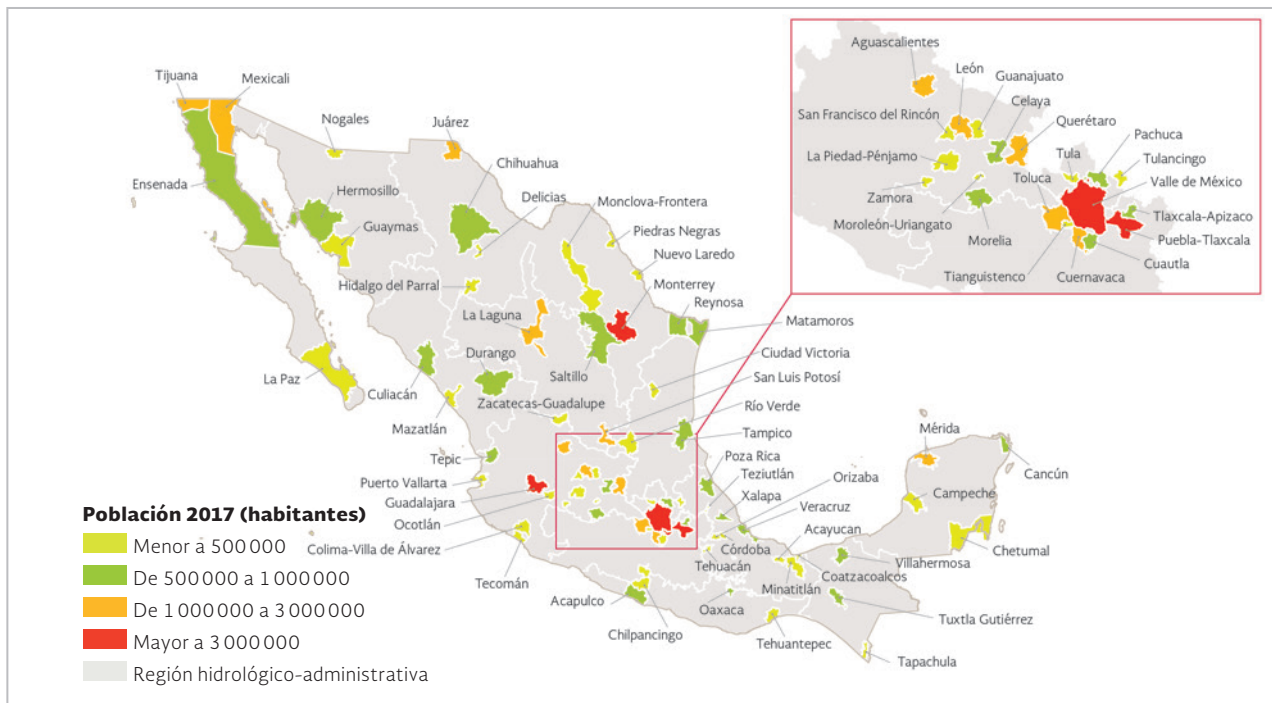 Tijuana
Mexicali
Nogales
Juárez
Chihuahua
Ensenada
Hermosillo
Delicias
Guaymas
Monclova-Frontera
Piedras Negras
Nuevo Laredo
Hidalgo del Parral
Monterrey
Reynosa
La Laguna
Matamoros
Durango
Ciudad Victoria
La Paz
Saltillo
San Luis Potosí
Culiacán
Zacatecas-Guadalupe
Río Verde
Mazatlán
Tampico
Mérida
Tepic
Poza Rica
Cancún
Teziutlán
Orizaba
Puerto Vallarta
Xalapa
Campeche
Guadalajara
Veracruz
Ocotlán
Acayucan
Colima-Villa de Álvarez
Córdoba
Chetumal
Tehuacán
Villahermosa
Coatzacoalcos
Tecomán
Minatitlán
Acapulco
Oaxaca
Tuxtla Gutiérrez
Chilpancingo
Tehuantepec
Tapachula
Aguascalientes
León
Guanajuato
Celaya
San Francisco del Rincón
Querétaro
Pachuca
La Piedad-Pénjamo
Tula
Tulancingo
Toluca
Valle de México
Zamora
Tlaxcala-Apizaco
Moroleón-Uriangato
Morelia
Puebla-Tlaxcala
Tianguistenco
Cuautla
Cuernavaca
Población 2017 (habitantes)
Menor a 500 000
De 500 000 a 1 000 000
De 1 000 000 a 3 000 000
Mayor a 3 000 000
Región hidrológico-administrativa